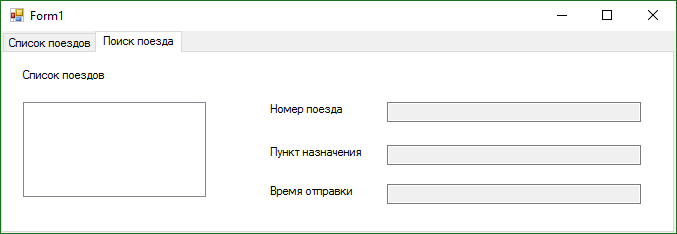 Form1
Список поездов Поиск поезда
Список поездов
Номер поезда
Пункт назначения
Время отправки